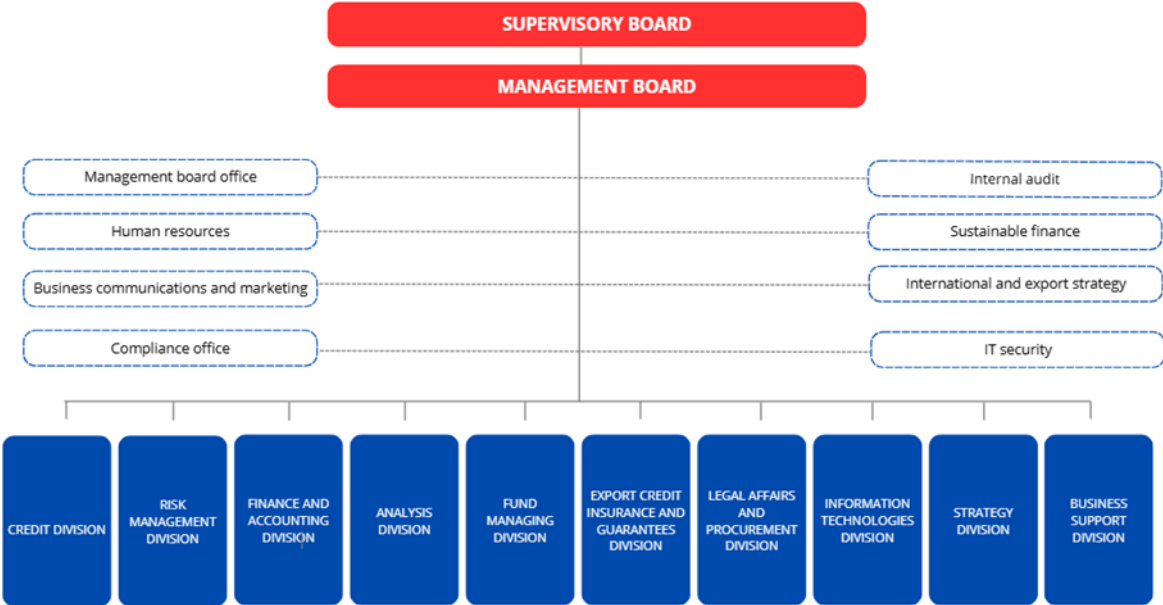 SUPERVISORY BOARD
MANAGEMENT BOARD
Management board office
Internal audit
Human resources
Sustainable finance
Business communications and marketing
International and export strategy
Compliance office
IT security
CREDIT DIVISION
RISK
MANAGEMENT
DIVISION
FINANCE AND
ACCOUNTING
DIVISION
ANALYSIS
DIVISION
FUND
MANAGING
DIVISION
EXPORT CREDIT
INSURANCE AND
GUARANTEES
DIVISION
LEGAL AFFAIRS
AND
PROCUREMENT
DIVISION
INFORMATION
TECHNOLOGIES
DIVISION
STRATEGY
DIVISION
BUSINESS
SUPPORT
DIVISION